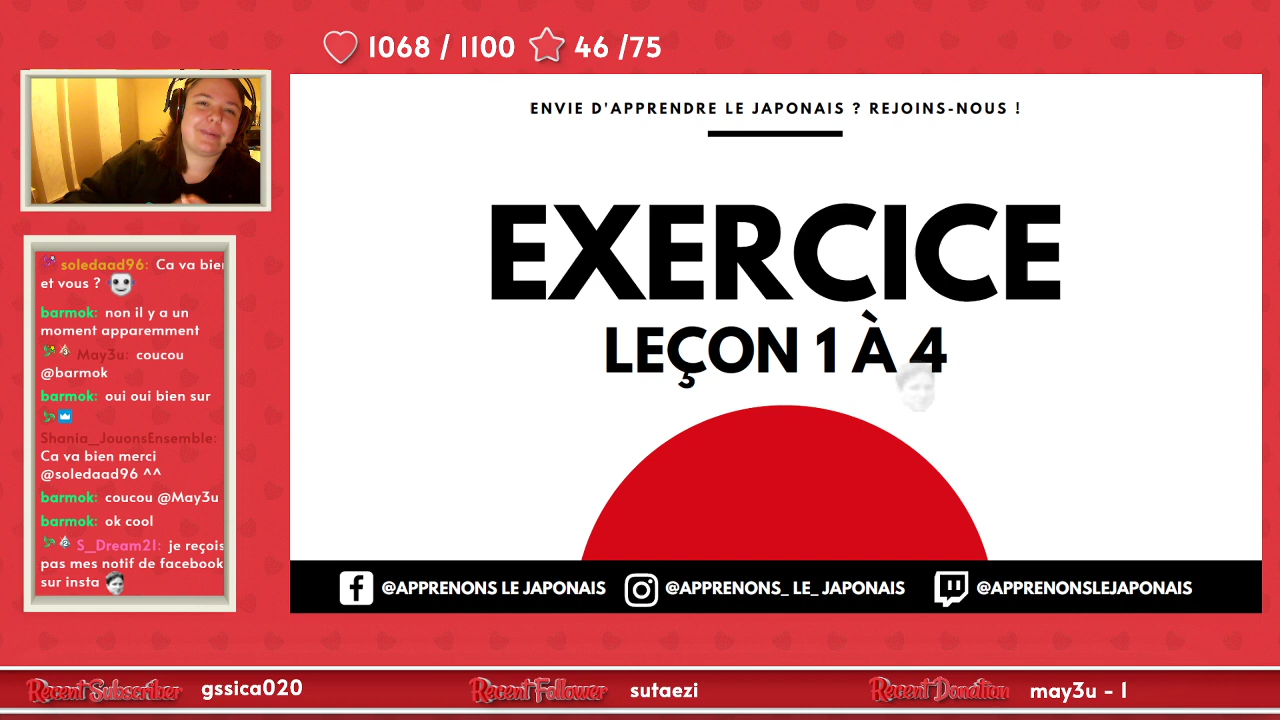 1068 / 1100 46 /75
ENVIE D'APPRENDRE LE JAPONAIS ? REJOINS-NOUS !
EXERCICE
LEÇON 1 À 4
@APPRENONS LE JAPONAIS @APPRENONS_ LE_ JAPONAIS @APPRENONSLEJAPONAIS
soledaad96: Ca va bien
et vous ?
barmok: non il y a un
moment apparemment
May3u: coucou
@barmok
barmok: oui oui bien sur
Shania_JouonsEnsemble:
Ca va bien merci
@soledaad96 ^^
barmok: coucou @May3u
barmok: ok cool
S_Dream21: je reçois
pas mes notif de facebook
sur insta
Recent Subscriber gssica020 Recent Follower sutaezi Recent Donation may3u - 1